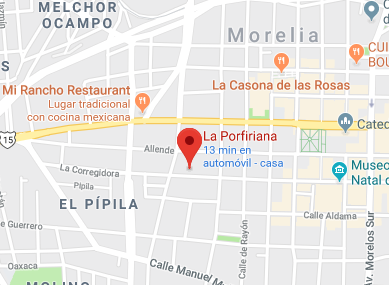 MELCHOR
OCAMPO
Morelia
CUI
BOU
La Casona de las Rosas
Mi Rancho Restaurant
Lugar tradicional
con cocina mexicana
15
Cated
La Porfiriana
13 min en
automóvil - casa
Allende
La Corregidora
Pípila
Museo
Natal d
EL PÍPILA
Calle Aldama
e Guerrero
Calle de Rayón
Av. Morelos Sur
Oaxaca
Calle Manuel M
MOLINO